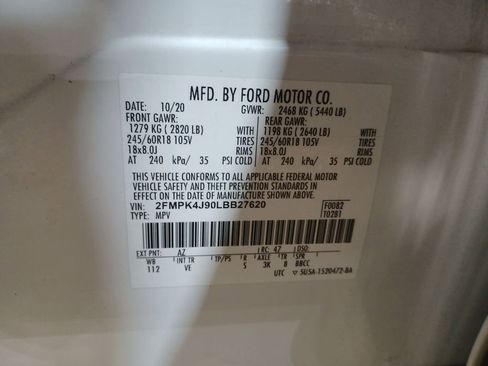 MFD. BY FORD MOTOR CO.
DATE: 10/20 GVWR: 2468 KG ( 5440 LB)
FRONT GAWR: REAR GAWR:
1279 KG ( 2820 LB) WITH 1198 KG ( 2640 LB) WITH
245/60R18 105V TIRES 245/60R18 105V TIRES
18x8.0J RIMS 18x8.0J RIMS
AT 240 kPa/ 35 PSI COLD AT 240 kPa/ 35 PSI COLD
THIS VEHICLE CONFORMS TO ALL APPLICABLE FEDERAL MOTOR
VEHICLE SAFETY AND THEFT PREVENTION STANDARDS IN
EFFECT ON THE DATE OF MANUFACTURE SHOWN ABOVE.
VIN: 2FMPK4J90LBB27620 F0082
TYPE: MPV T0281
EXT PNT: AZ RC: 47 DSO:
WB INT TR TP/PS R AXLE TR SPR
112 VE S 3K 8 BBCC
UTC ▽ 5U5A-1520472-BA